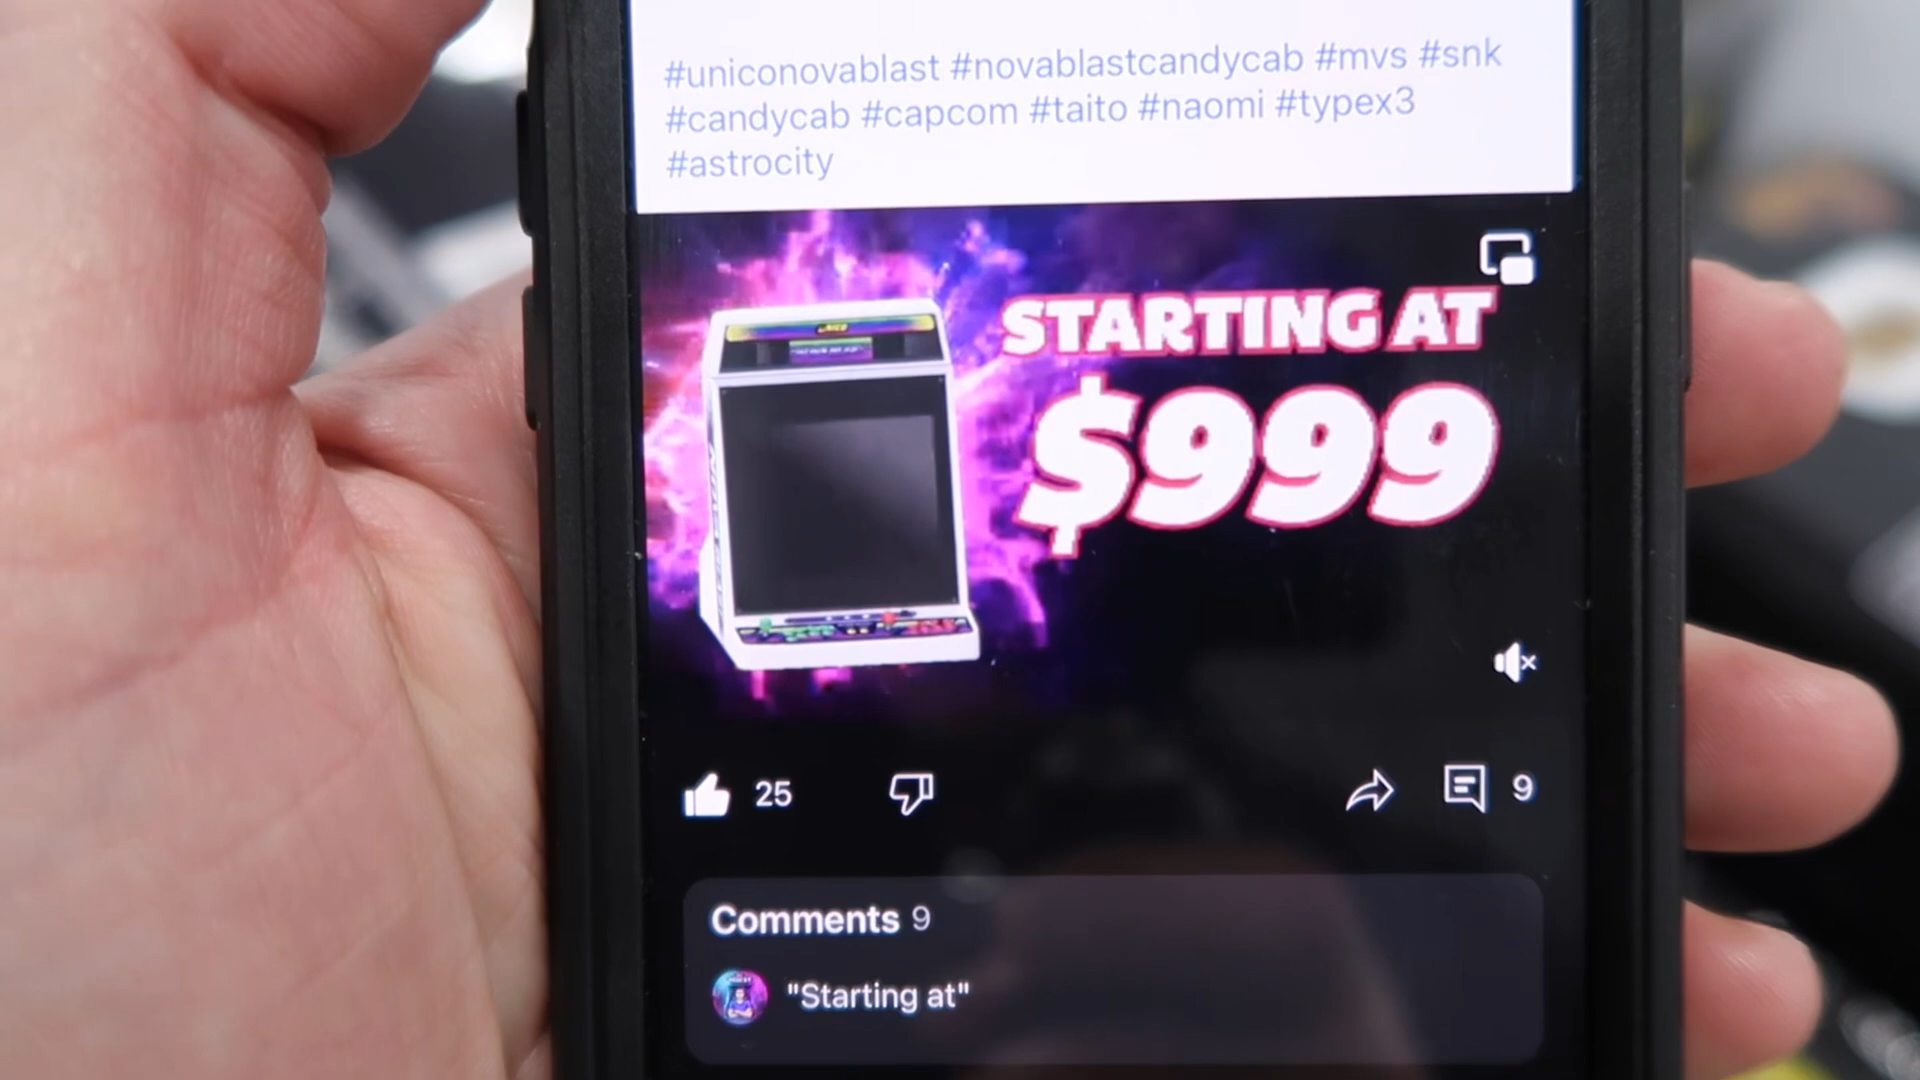 #uniconovablast #novablastcandycab #mvs #snk
#candycab #capcom #taito #naomi #typex3
#astrocity
STARTING AT
$999
25
9
Comments 9
"Starting at"